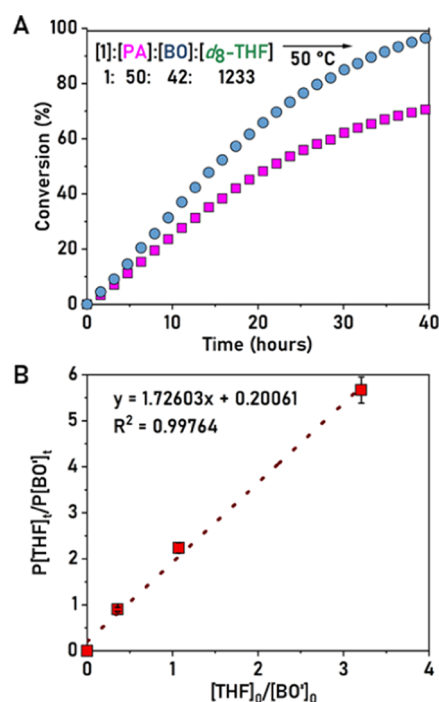 A
[1]:[PA]:[BO]:[d8-THF]
50 °C
1: 50: 42: 1233
100
80
60
40
20
0
Conversion (%)
0 10 20 30 40
Time (hours)
B
y = 1.72603x + 0.20061
R² = 0.99764
6
5
4
3
2
1
0
P[THF]t/P[BO']t
0 1 2 3 4
[THF]0/[BO']0